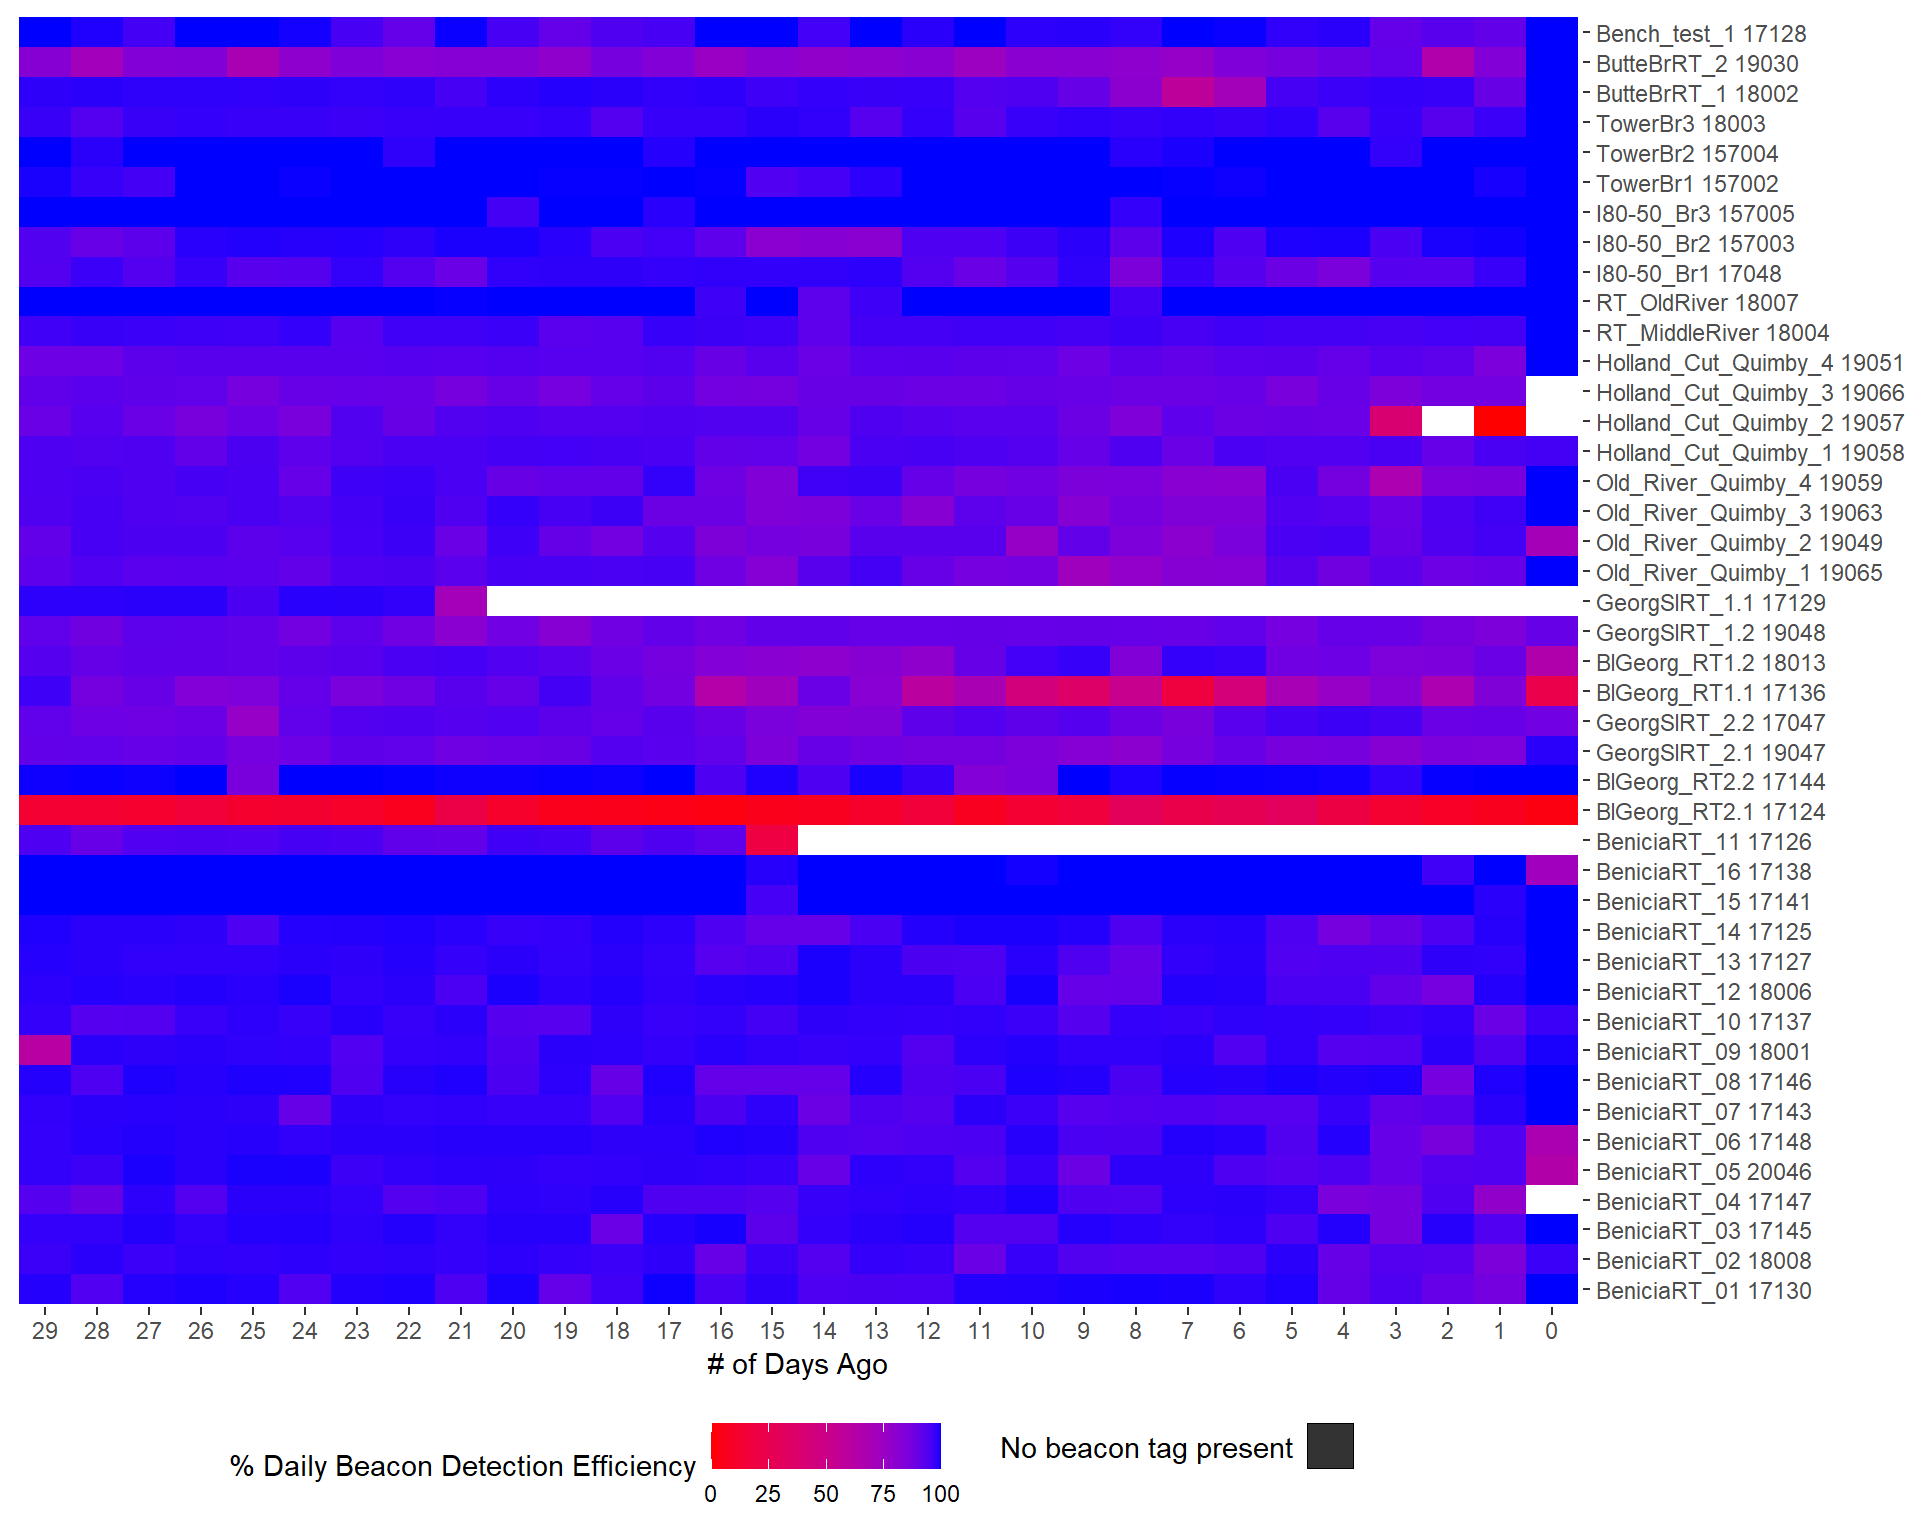 Bench_test_1 17128
ButteBrRT_2 19030
ButteBrRT_1 18002
TowerBr3 18003
TowerBr2 157004
TowerBr1 157002
I80-50_Br3 157005
I80-50_Br2 157003
I80-50_Br1 17048
RT_OldRiver 18007
RT_MiddleRiver 18004
Holland_Cut_Quimby_4 19051
Holland_Cut_Quimby_3 19066
Holland_Cut_Quimby_2 19057
Holland_Cut_Quimby_1 19058
Old_River_Quimby_4 19059
Old_River_Quimby_3 19063
Old_River_Quimby_2 19049
Old_River_Quimby_1 19065
GeorgSlRT_1.1 17129
GeorgSlRT_1.2 19048
BlGeorg_RT1.2 18013
BlGeorg_RT1.1 17136
GeorgSlRT_2.2 17047
GeorgSlRT_2.1 19047
BlGeorg_RT2.2 17144
BlGeorg_RT2.1 17124
BeniciaRT_11 17126
BeniciaRT_16 17138
BeniciaRT_15 17141
BeniciaRT_14 17125
BeniciaRT_13 17127
BeniciaRT_12 18006
BeniciaRT_10 17137
BeniciaRT_09 18001
BeniciaRT_08 17146
BeniciaRT_07 17143
BeniciaRT_06 17148
BeniciaRT_05 20046
BeniciaRT_04 17147
BeniciaRT_03 17145
BeniciaRT_02 18008
BeniciaRT_01 17130
29 28 27 26 25 24 23 22 21 20 19 18 17 16 15 14 13 12 11 10 9 8 7 6 5 4 3 2 1 0
# of Days Ago
% Daily Beacon Detection Efficiency
0 25 50 75 100
No beacon tag present